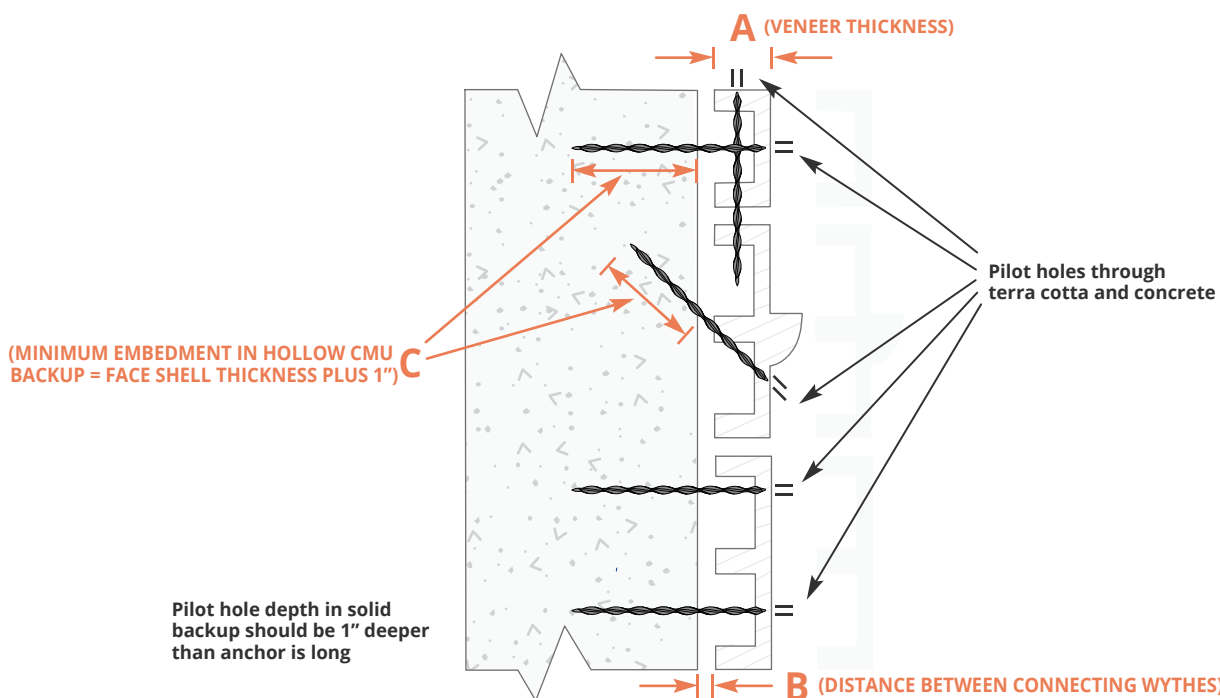 A (VENEER THICKNESS)
Pilot holes through
terra cotta and concrete
(MINIMUM EMBEDMENT IN HOLLOW CMU
BACKUP = FACE SHELL THICKNESS PLUS 1”) C
Pilot hole depth in solid
backup should be 1” deeper
than anchor is long
B (DISTANCE BETWEEN CONNECTING WYTHES)